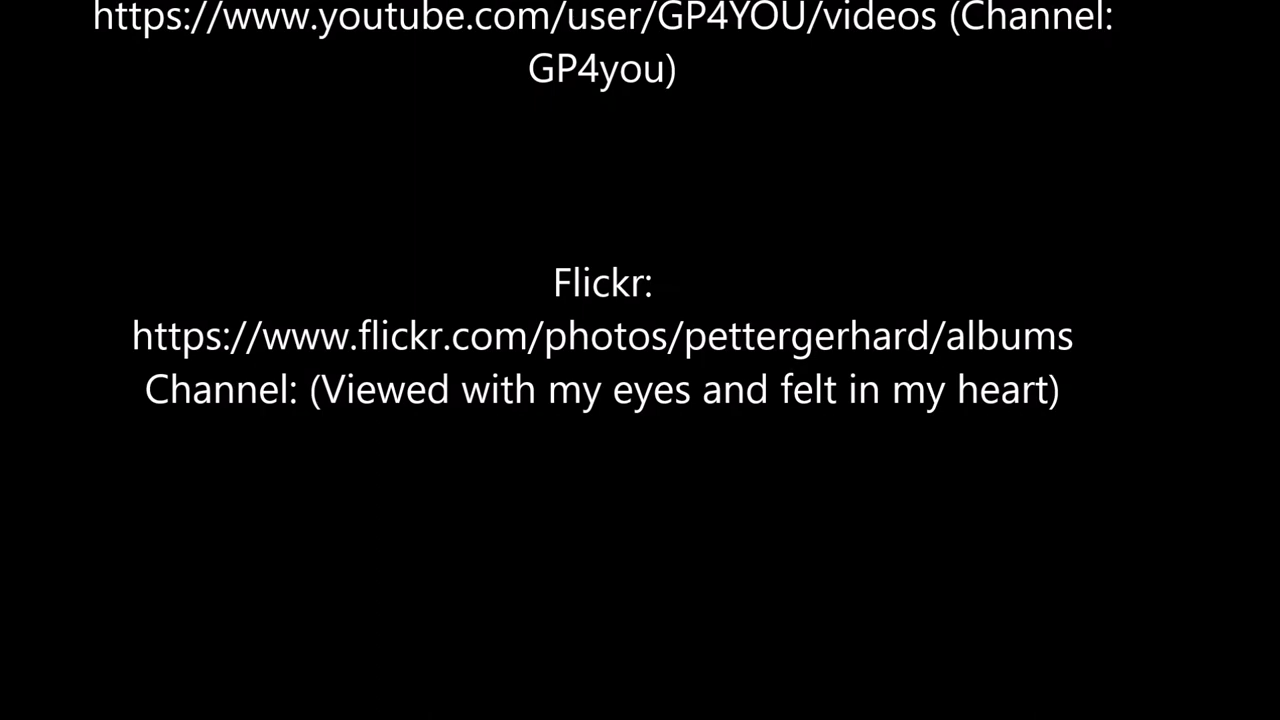 https://www.youtube.com/user/GP4YOU/videos (Channel:
GP4you)
Flickr:
https://www.flickr.com/photos/pettergerhard/albums
Channel: (Viewed with my eyes and felt in my heart)